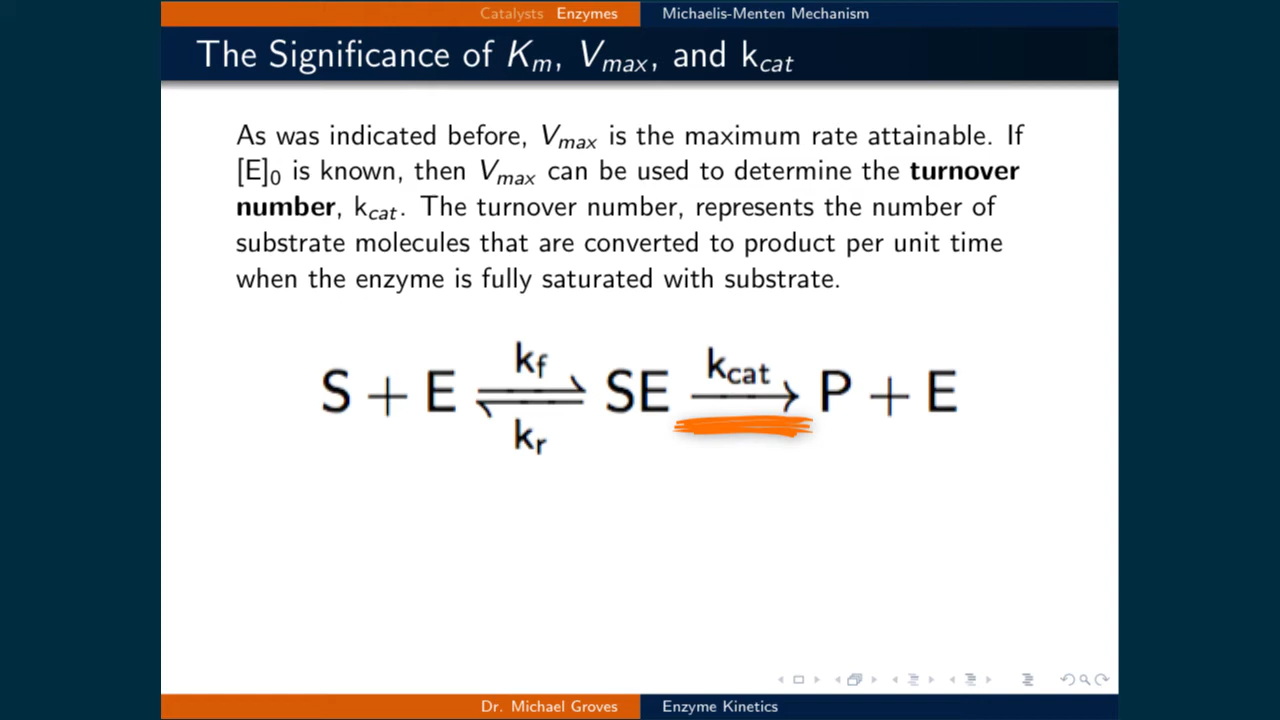 Catalysts Enzymes Michaelis-Menten Mechanism
The Significance of Km, Vmax, and kcat
As was indicated before, Vmax is the maximum rate attainable. If
[E]0 is known, then Vmax can be used to determine the turnover
number, kcat. The turnover number, represents the number of
substrate molecules that are converted to product per unit time
when the enzyme is fully saturated with substrate.
kf
S + E ⇌ SE kcat → P + E
kr
Dr. Michael Groves Enzyme Kinetics